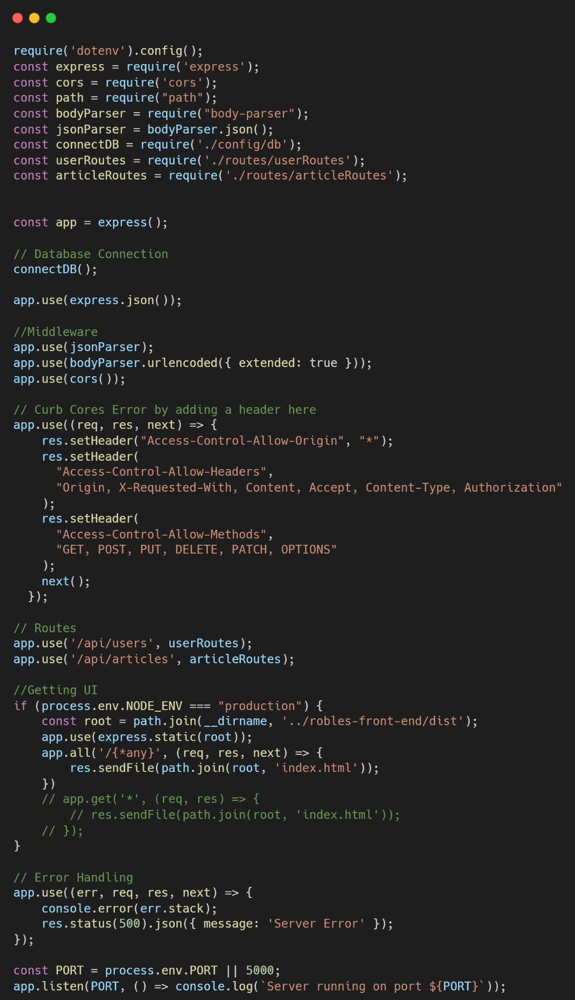 require('dotenv').config();
const express = require('express');
const cors = require('cors');
const path = require("path");
const bodyParser = require("body-parser");
const jsonParser = bodyParser.json();
const connectDB = require('./config/db');
const userRoutes = require('./routes/userRoutes');
const articleRoutes = require('./routes/articleRoutes');
const app = express();
// Database Connection
connectDB();
app.use(express.json());
//Middleware
app.use(jsonParser);
app.use(bodyParser.urlencoded({ extended: true }));
app.use(cors());
// Curb Cores Error by adding a header here
app.use((req, res, next) => {
    res.setHeader("Access-Control-Allow-Origin", "*");
    res.setHeader(
      "Access-Control-Allow-Headers",
      "Origin, X-Requested-With, Content, Accept, Content-Type, Authorization"
    );
    res.setHeader(
      "Access-Control-Allow-Methods",
      "GET, POST, PUT, DELETE, PATCH, OPTIONS"
    );
    next();
  });
// Routes
app.use('/api/users', userRoutes);
app.use('/api/articles', articleRoutes);
//Getting UI
if (process.env.NODE_ENV === "production") {
    const root = path.join(__dirname, '../robles-front-end/dist');
    app.use(express.static(root));
    app.all('/{*any}', (req, res, next) => {
        res.sendFile(path.join(root, 'index.html'));
    })
    // app.get('*', (req, res) => {
        // res.sendFile(path.join(root, 'index.html'));
    // });
}
// Error Handling
app.use((err, req, res, next) => {
    console.error(err.stack);
    res.status(500).json({ message: 'Server Error' });
});
const PORT = process.env.PORT || 5000;
app.listen(PORT, () => console.log(`Server running on port ${PORT}`));